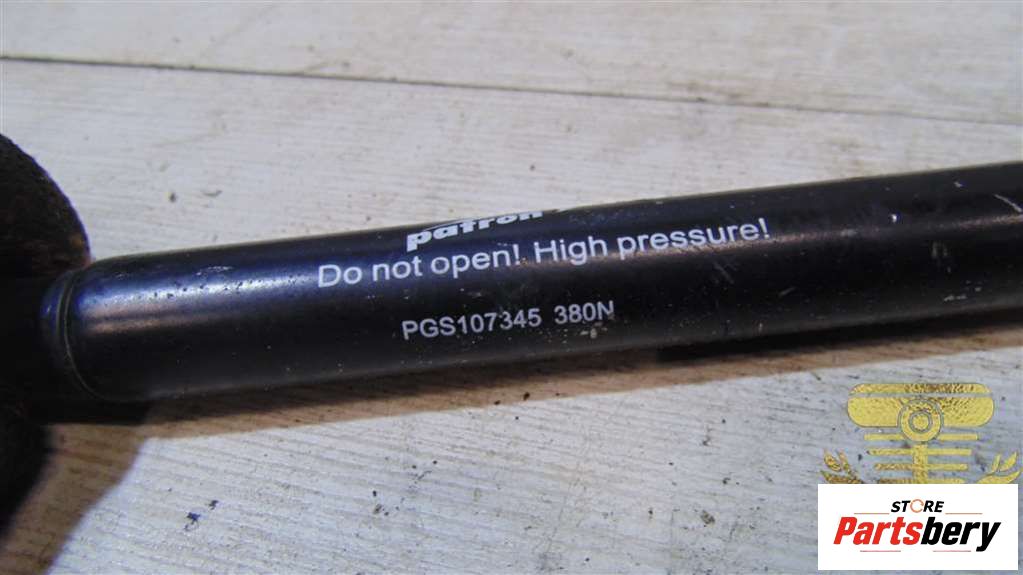 patron
Do not open! High pressure!
PGS107345 380N
STORE
Partsbery